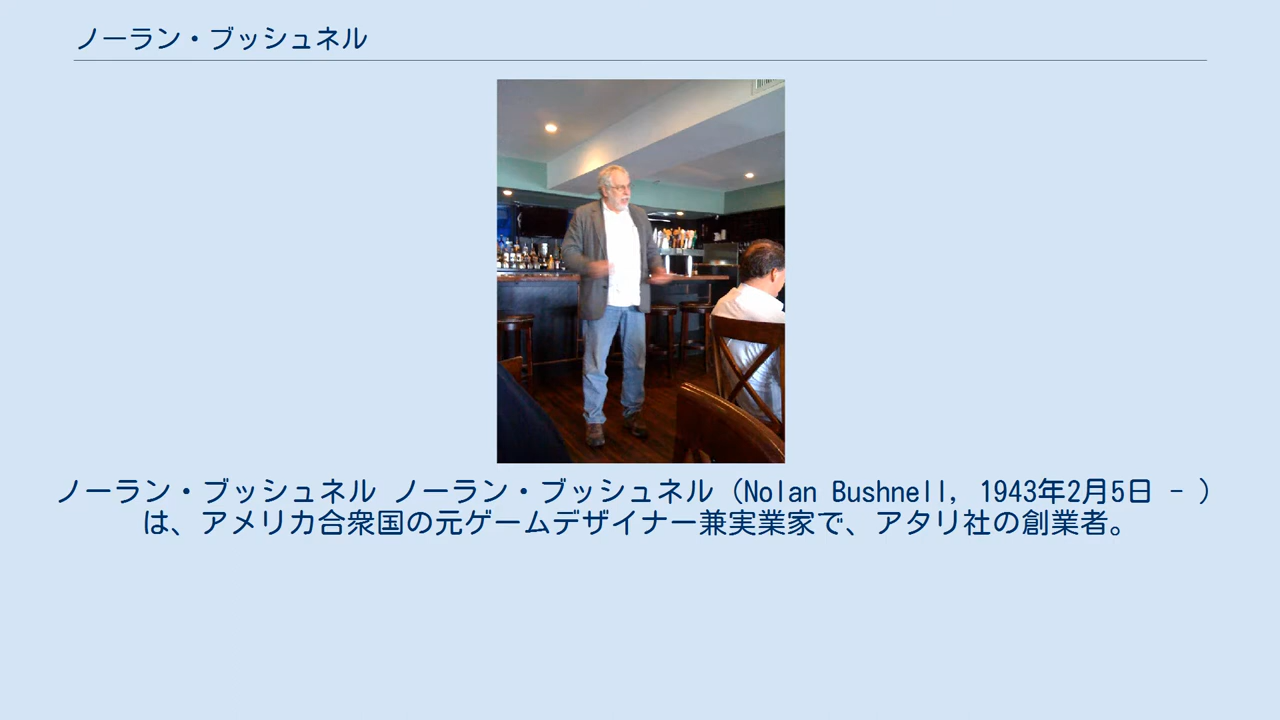 ノーラン・ブッシュネル
ノーラン・ブッシュネル ノーラン・ブッシュネル（Nolan Bushnell, 1943年2月5日 - ）
は、アメリカ合衆国の元ゲームデザイナー兼実業家で、アタリ社の創業者。